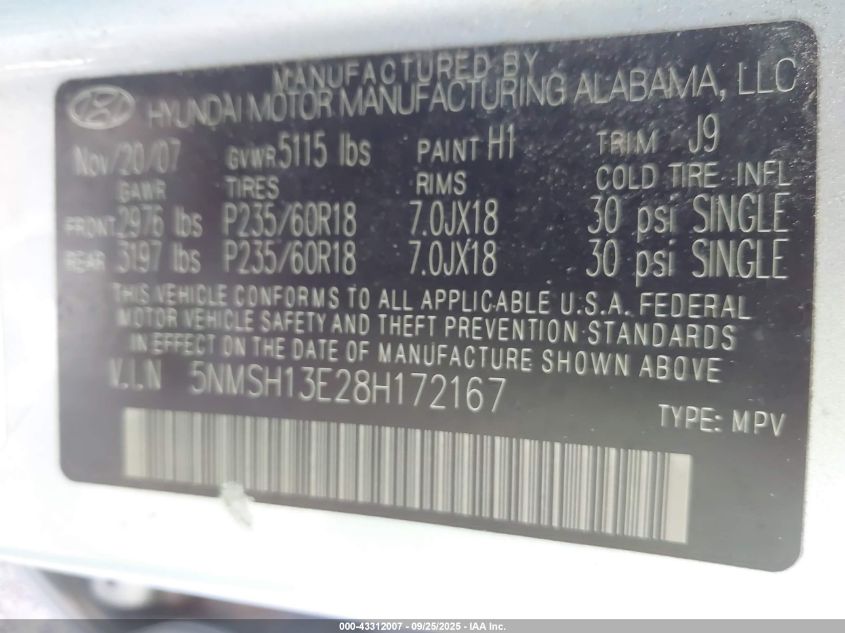 MANUFACTURED BY
HYUNDAI MOTOR MANUFACTURING ALABAMA, LLC
Nov/20/07 GVWR 5115 lbs PAINT H1 TRIM J9
GAWR TIRES RIMS COLD TIRE INFL
FRONT 2976 lbs P235/60R18 7.0JX18 30 psi SINGLE
REAR 3197 lbs P235/60R18 7.0JX18 30 psi SINGLE
THIS VEHICLE CONFORMS TO ALL APPLICABLE U.S.A. FEDERAL
MOTOR VEHICLE SAFETY AND THEFT PREVENTION STANDARDS
IN EFFECT ON THE DATE OF MANUFACTURE SHOWN ABOVE
V.I.N 5NMSH13E28H172167
TYPE: MPV
000-43312007 - 09/25/2025 - IAA Inc.